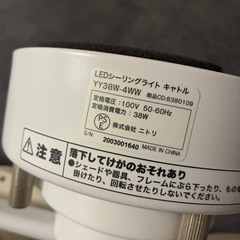 LEDシーリングライト キャトル
YY38W-4WW 商品CD:8380109
定格電圧：100V 50-60Hz
定格消費電力：38W
PSE 株式会社 ニトリ
S/N: 2003001640 MADE IN CHINA
注意 落下してけがのおそれあり
●シェードや器具、フレームにぶら下ったり、物を
掛けたり、回転させたりしないでください。